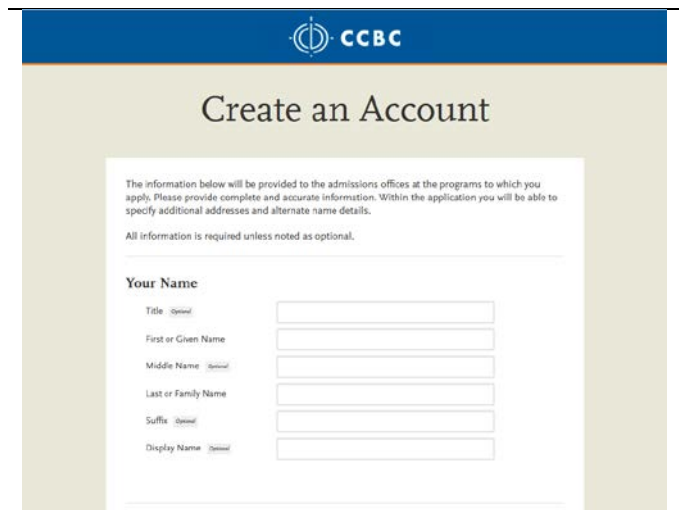 CCBC
Create an Account
The information below will be provided to the admissions offices at the programs to which you
apply. Please provide complete and accurate information. Within the application you will be able to
specify additional addresses and alternate name details.
All information is required unless noted as optional.
Your Name
Title Optional
First or Given Name
Middle Name Optional
Last or Family Name
Suffix Optional
Display Name Optional